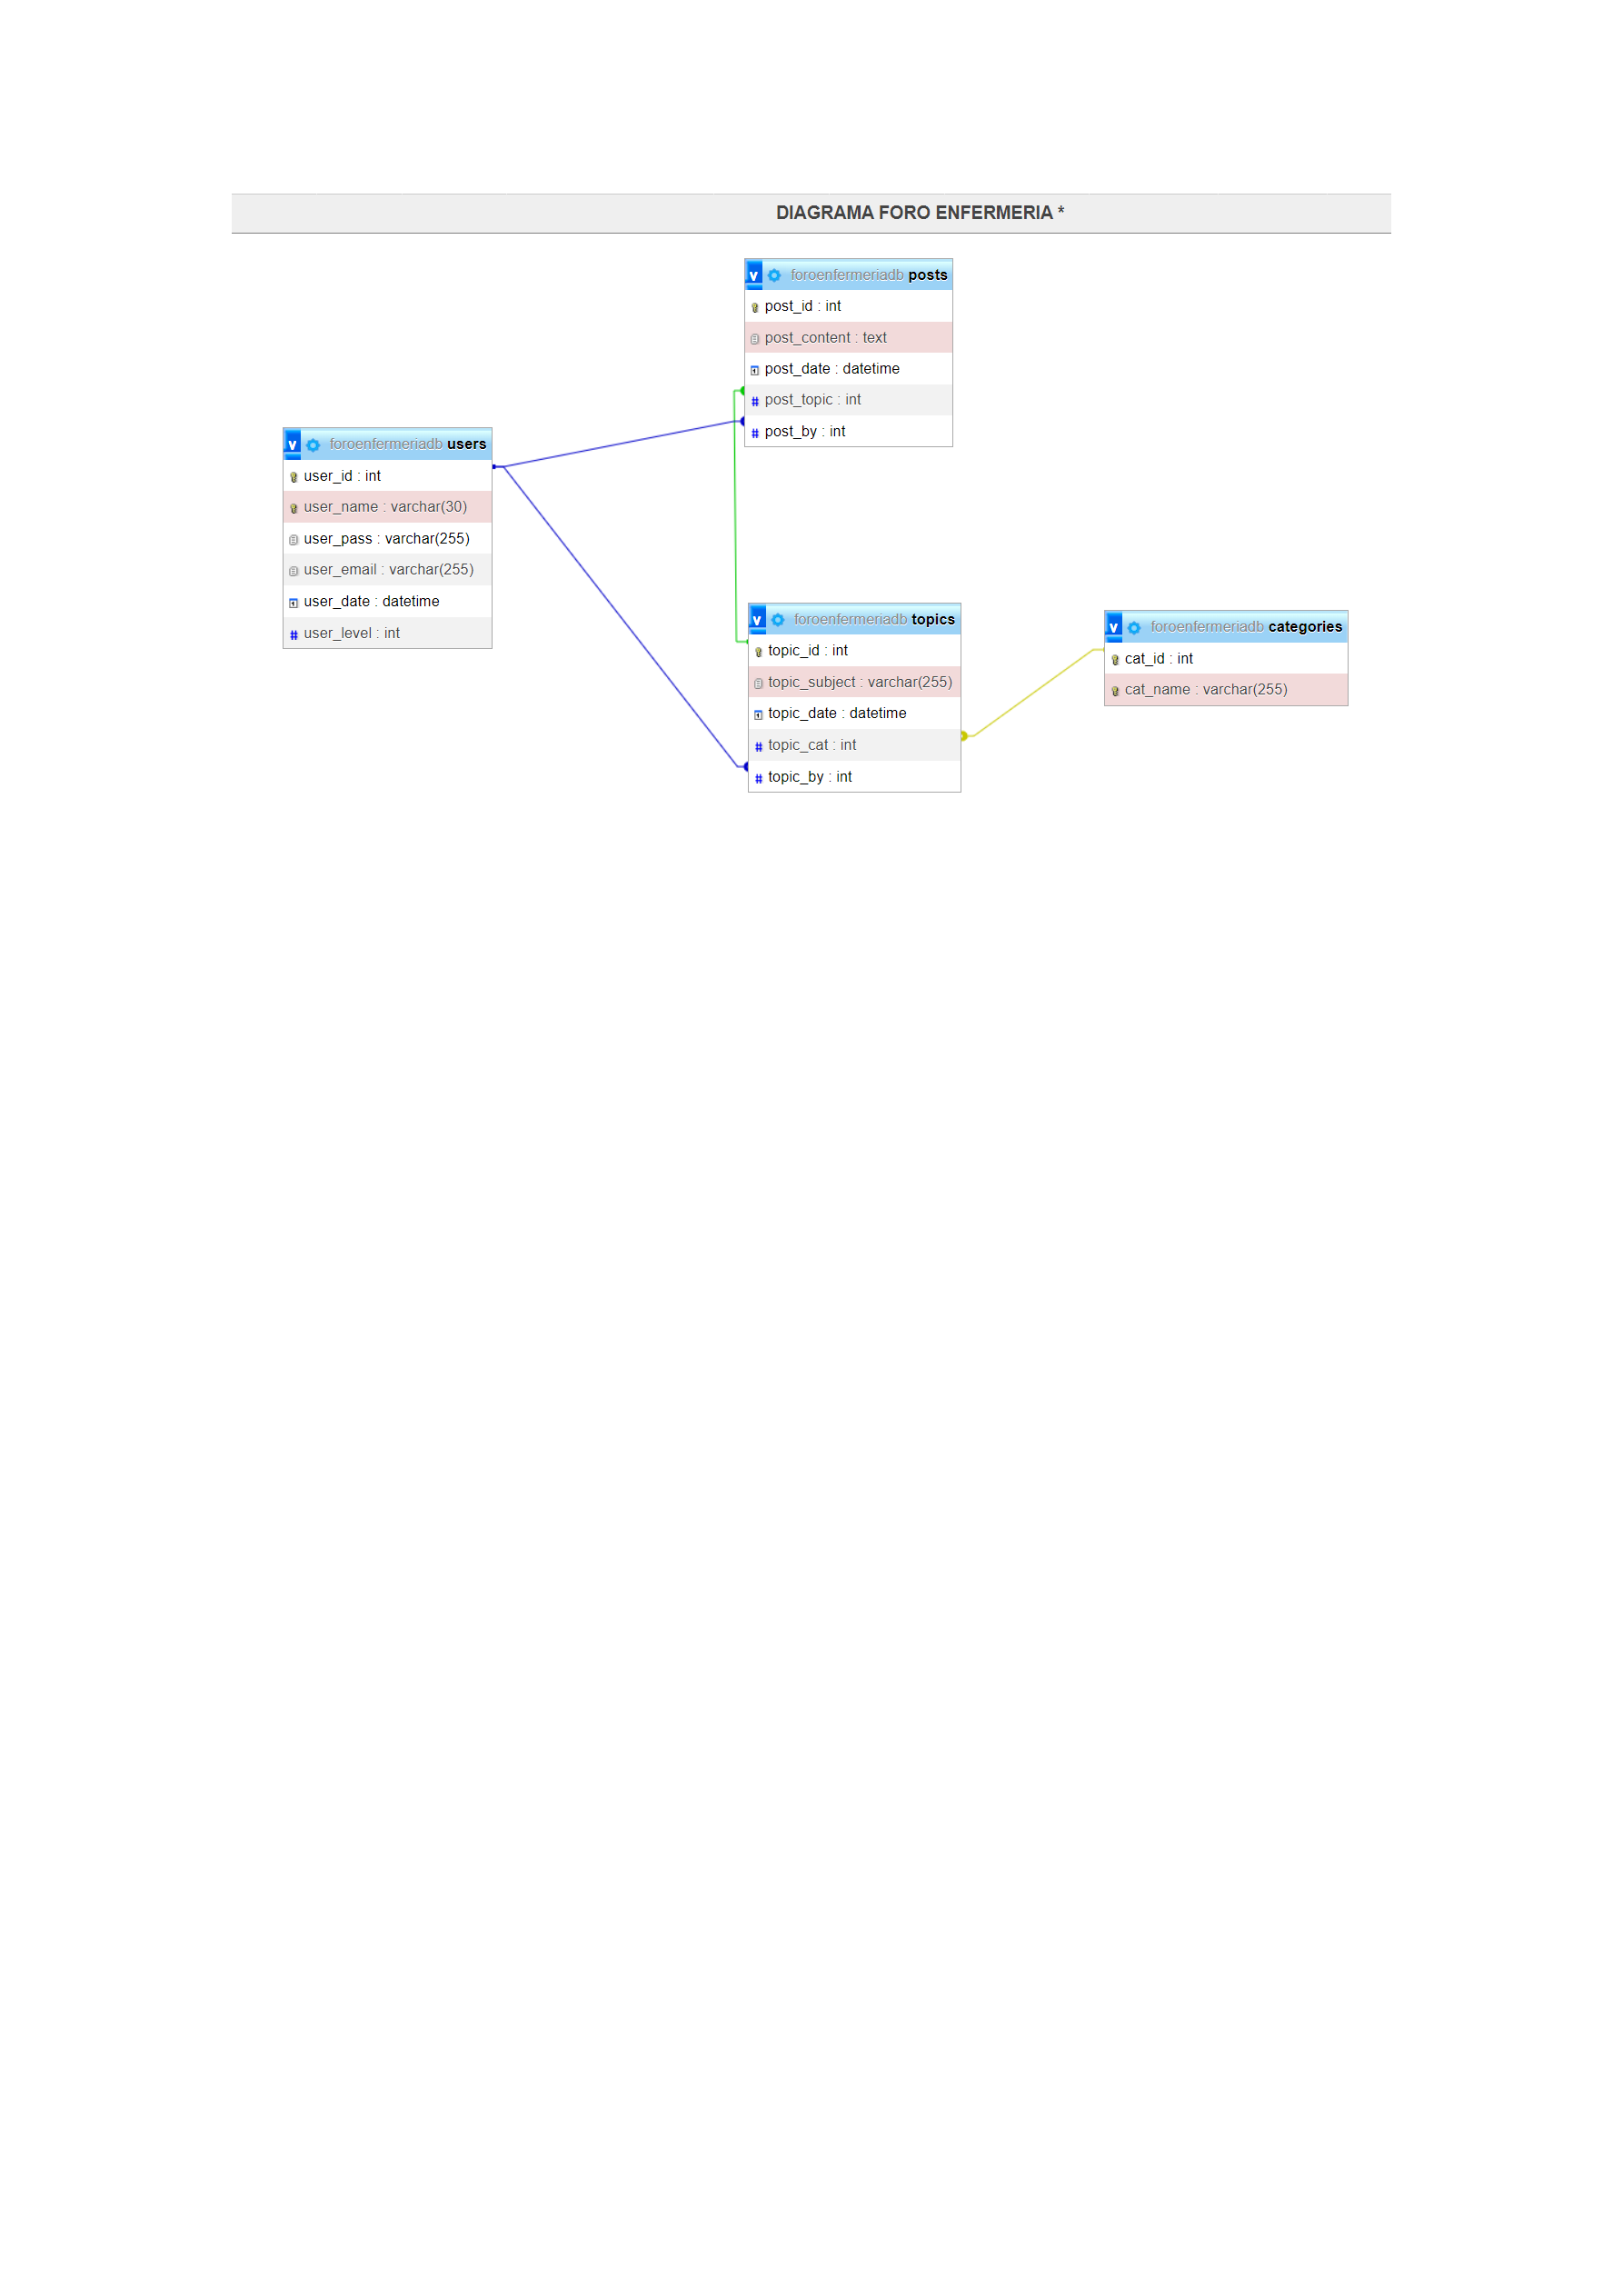 DIAGRAMA FORO ENFERMERIA *
v foroenfermeriadb posts
post_id : int
post_content : text
post_date : datetime
# post_topic : int
# post_by : int
v foroenfermeriadb users
user_id : int
user_name : varchar(30)
user_pass : varchar(255)
user_email : varchar(255)
user_date : datetime
# user_level : int
v foroenfermeriadb topics
topic_id : int
topic_subject : varchar(255)
topic_date : datetime
# topic_cat : int
# topic_by : int
v foroenfermeriadb categories
cat_id : int
cat_name : varchar(255)